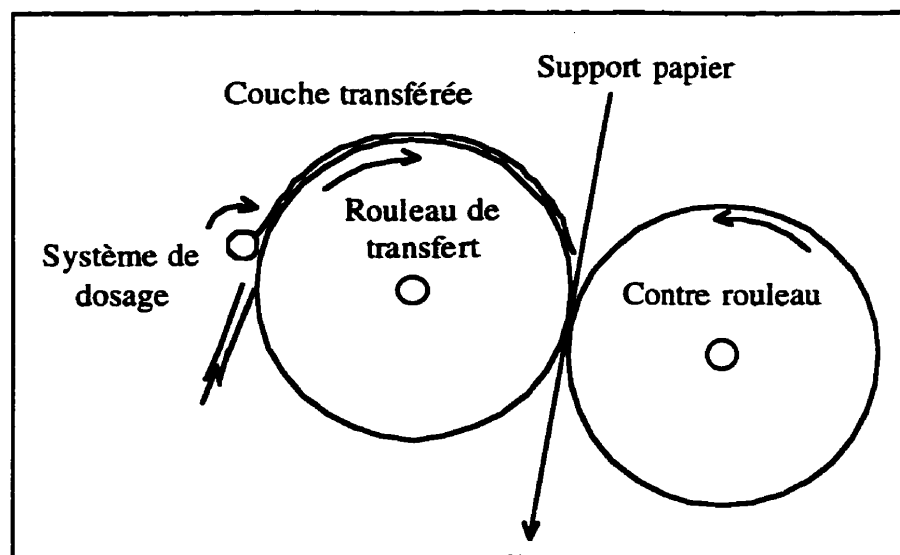 Support papier
Couche transférée
Rouleau de
transfert
Système de
dosage
Contre rouleau